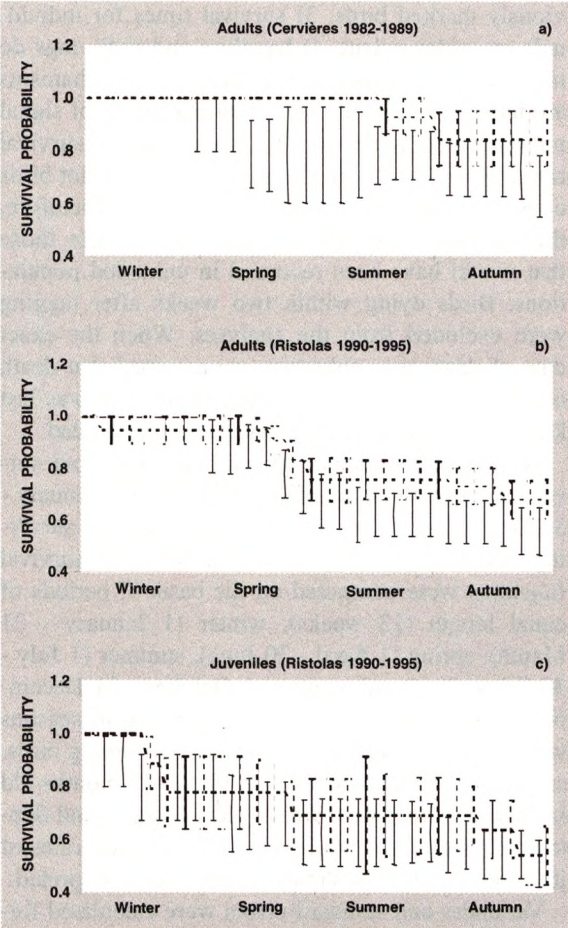 Adults (Cervières 1982-1989) a)
SURVIVAL PROBABILITY
1.2
1.0
0.8
0.6
0.4
Winter Spring Summer Autumn
Adults (Ristolas 1990-1995) b)
SURVIVAL PROBABILITY
1.2
1.0
0.8
0.6
0.4
Winter Spring Summer Autumn
Juveniles (Ristolas 1990-1995) c)
SURVIVAL PROBABILITY
1.2
1.0
0.8
0.6
0.4
Winter Spring Summer Autumn